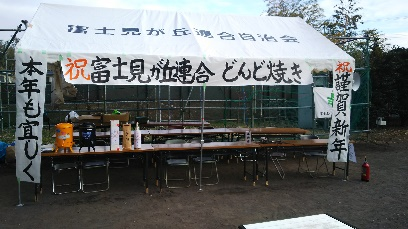 富士見が丘連合自治会
祝 富士見が丘連合 どんど焼き
本年も宜しく
祝 謹賀新年